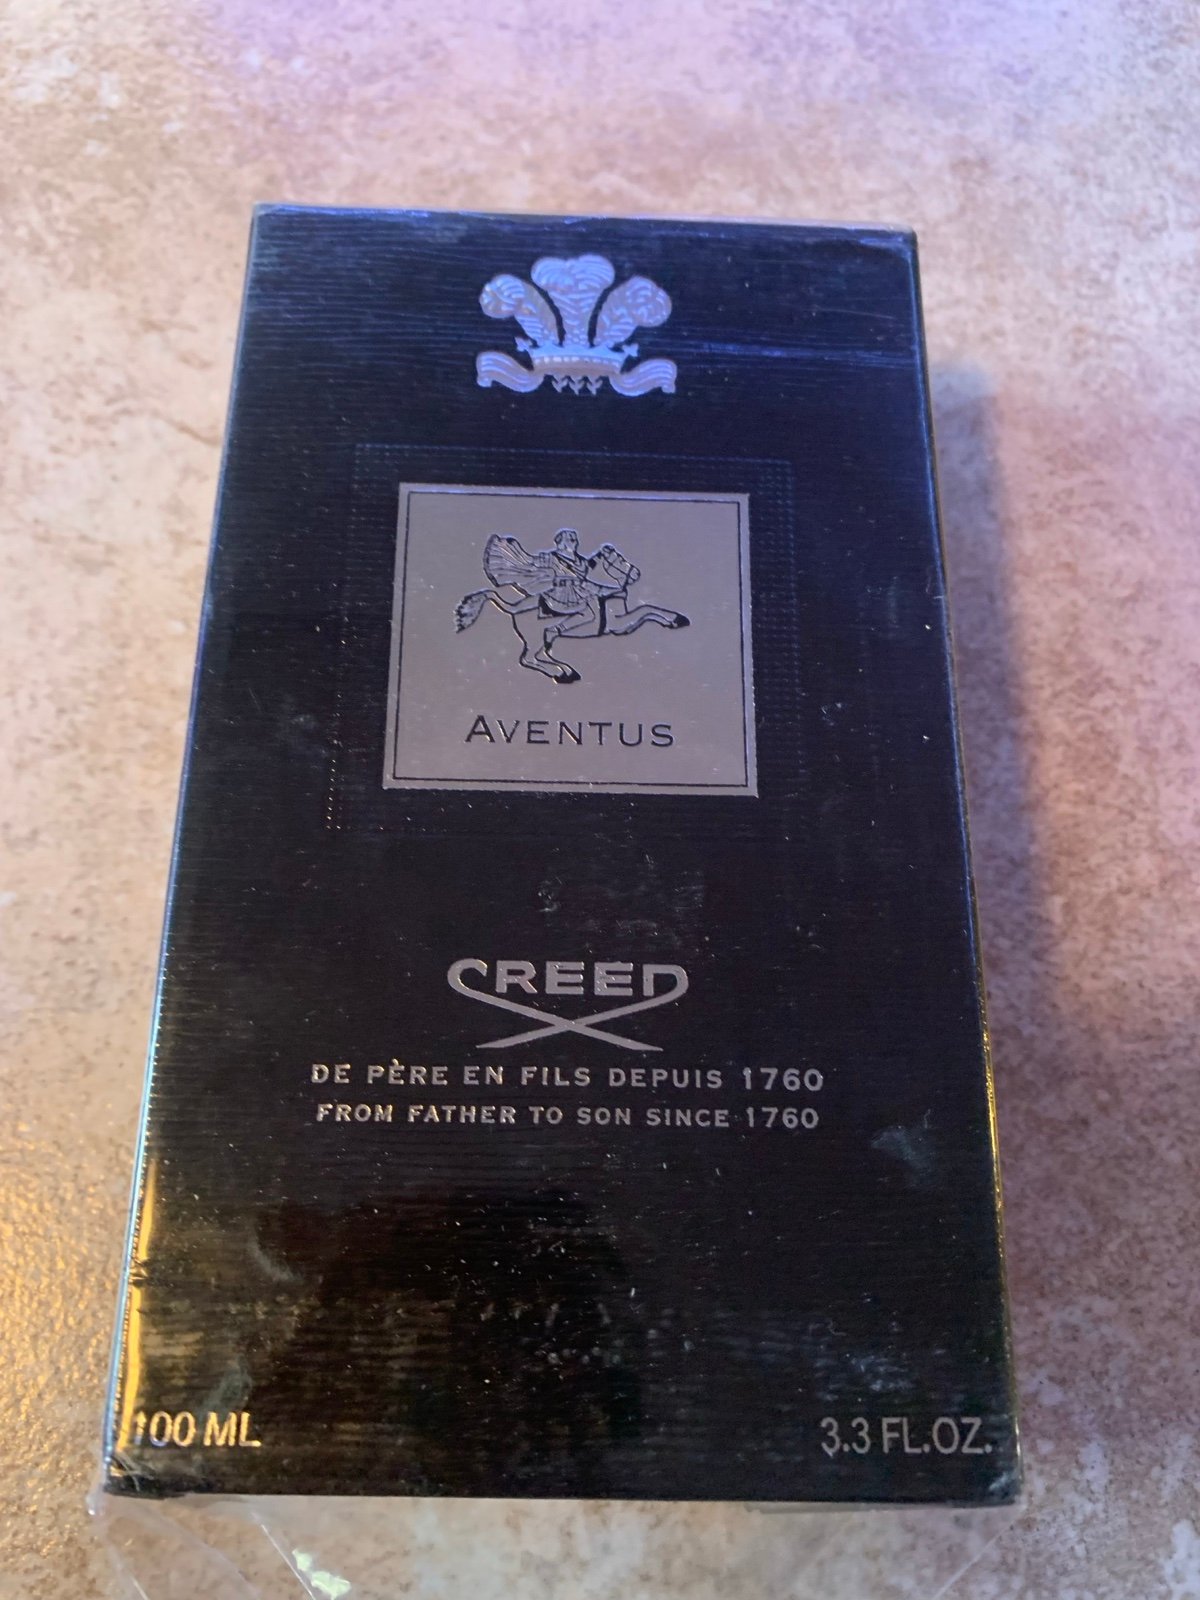 AVENTUS
CREED
DE PÈRE EN FILS DEPUIS 1760
FROM FATHER TO SON SINCE 1760
100 ML
3.3 FL.OZ.